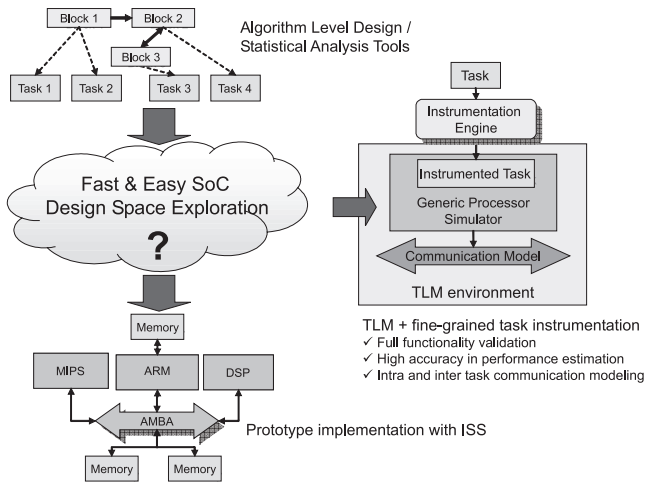 Block 1
Block 2
Block 3
Task 1
Task 2
Task 3
Task 4
Algorithm Level Design /
Statistical Analysis Tools
Fast & Easy SoC
Design Space Exploration
?
Memory
MIPS
ARM
DSP
AMBA
Memory
Memory
Prototype implementation with ISS
Task
Instrumentation
Engine
Instrumented Task
Generic Processor
Simulator
Communication Model
TLM environment
TLM + fine-grained task instrumentation
✓ Full functionality validation
✓ High accuracy in performance estimation
✓ Intra and inter task communication modeling